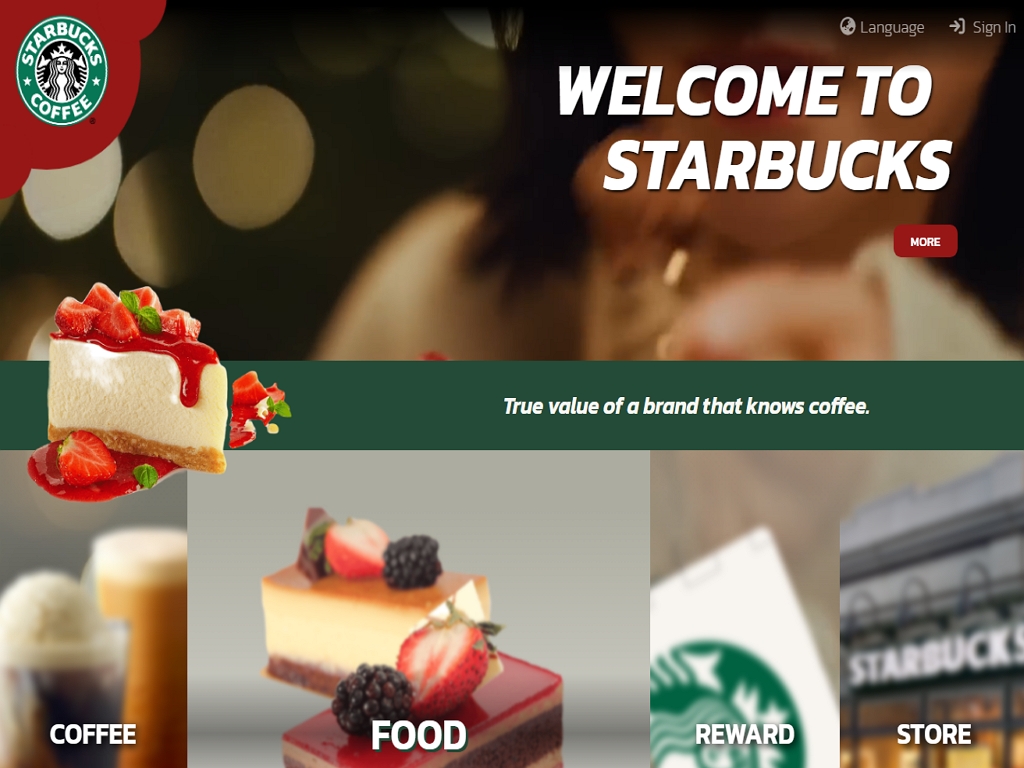 STARBUCKS
COFFEE
Language
Sign In
WELCOME TO
STARBUCKS
MORE
True value of a brand that knows coffee.
STARBUCKS
COFFEE
FOOD
REWARD
STORE